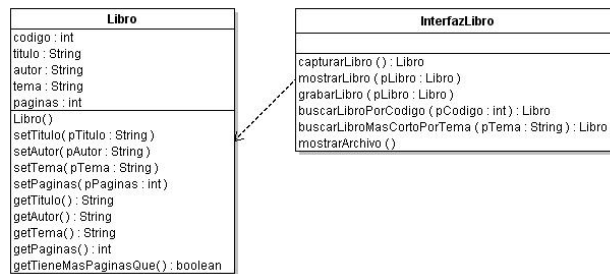 Libro
codigo : int
titulo : String
autor : String
tema : String
paginas : int
Libro()
setTitulo( pTitulo : String )
setAutor( pAutor : String )
setTema( pTema : String )
setPaginas( pPaginas : int )
getTitulo() : String
getAutor() : String
getTema() : String
getPaginas() : int
getTieneMasPaginasQue() : boolean
InterfazLibro
capturarLibro () : Libro
mostrarLibro ( pLibro : Libro )
grabarLibro ( pLibro : Libro )
buscarLibroPorCodigo ( pCodigo : int ) : Libro
buscarLibroMasCortoPorTema ( pTema : String ) : Libro
mostrarArchivo ()